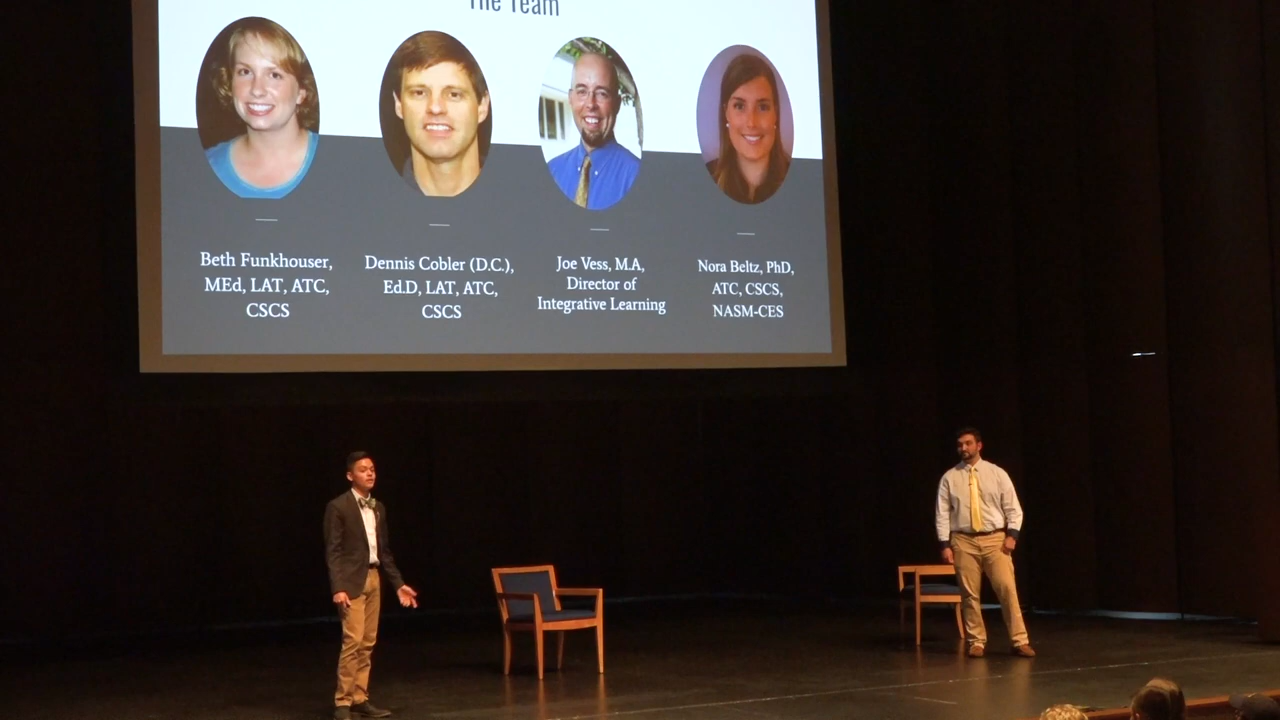 The Team
Beth Funkhouser,
MEd, LAT, ATC,
CSCS
Dennis Cobler (D.C.),
Ed.D, LAT, ATC,
CSCS
Joe Vess, M.A,
Director of
Integrative Learning
Nora Beltz, PhD,
ATC, CSCS,
NASM-CES